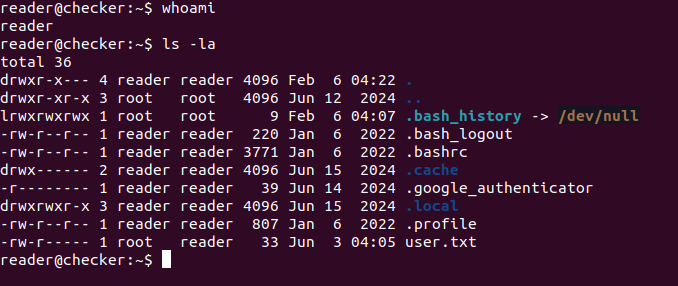 reader@checker:~$ whoami
reader
reader@checker:~$ ls -la
total 36
drwxr-x--- 4 reader reader 4096 Feb  6 04:22 .
drwxr-xr-x 3 root   root   4096 Jun 12  2024 ..
lrwxrwxrwx 1 root   root      9 Feb  6 04:07 .bash_history -> /dev/null
-rw-r--r-- 1 reader reader  220 Jan  6  2022 .bash_logout
-rw-r--r-- 1 reader reader 3771 Jan  6  2022 .bashrc
drwx------ 2 reader reader 4096 Jun 15  2024 .cache
-r-------- 1 reader reader   39 Jun 14  2024 .google_authenticator
drwxrwxr-x 3 reader reader 4096 Jun 15  2024 .local
-rw-r--r-- 1 reader reader  807 Jan  6  2022 .profile
-rw-r----- 1 root   reader   33 Jun  3 04:05 user.txt
reader@checker:~$